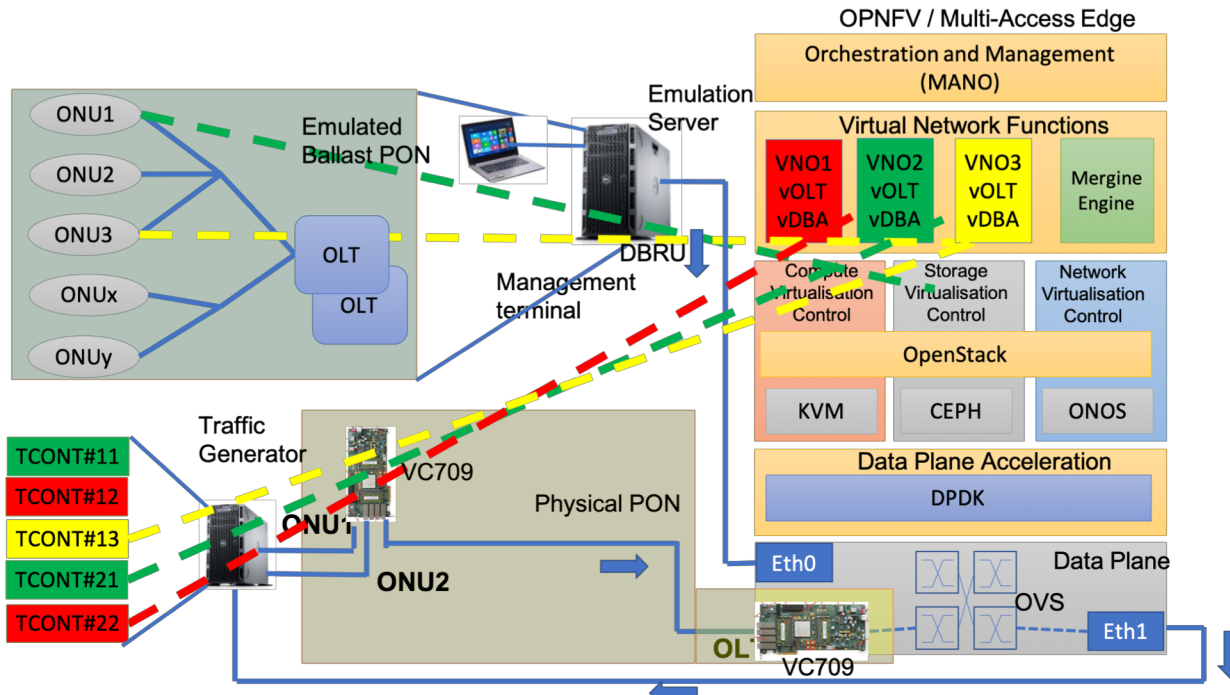 OPNFV / Multi-Access Edge
Orchestration and Management
(MANO)
Emulation
Server
Virtual Network Functions
VNO1
vOLT
vDBA
VNO2
vOLT
vDBA
VNO3
vOLT
vDBA
Mergine
Engine
ONU1
ONU2
ONU3
ONUx
ONUy
Emulated
Ballast PON
OLT
OLT
DBRU
Management
terminal
Compute
Virtualisation
Control
Storage
Virtualisation
Control
Network
Virtualisation
Control
OpenStack
KVM
CEPH
ONOS
Traffic
Generator
TCONT#11
TCONT#12
TCONT#13
TCONT#21
TCONT#22
VC709
ONU1
ONU2
Physical PON
Data Plane Acceleration
DPDK
Eth0
Data Plane
OVS
Eth1
OLT
VC709